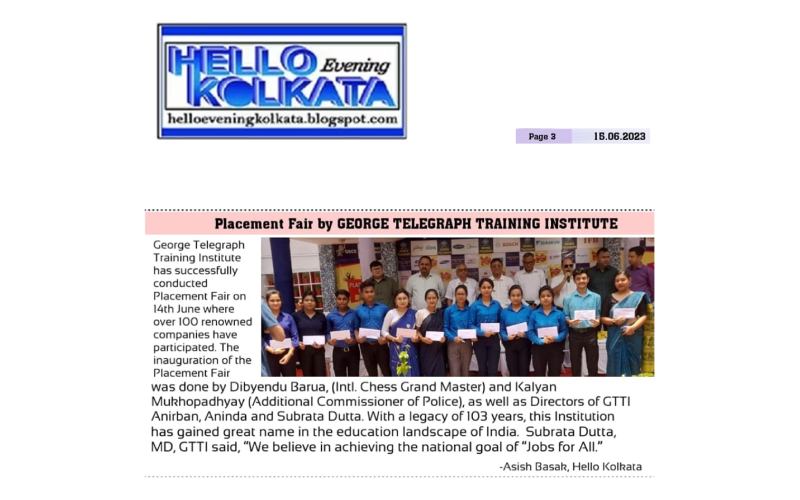 HELLO Evening
KOLKATA
helloeveningkolkata.blogspot.com
Page 3 15.06.2023
Placement Fair by GEORGE TELEGRAPH TRAINING INSTITUTE
George Telegraph
Training Institute
has successfully
conducted
Placement Fair on
14th June where
over 100 renowned
companies have
participated. The
inauguration of the
Placement Fair
was done by Dibyendu Barua, (Intl. Chess Grand Master) and Kalyan
Mukhopadhyay (Additional Commissioner of Police), as well as Directors of GTTI
Anirban, Aninda and Subrata Dutta. With a legacy of 103 years, this Institution
has gained great name in the education landscape of India. Subrata Dutta,
MD, GTTI said, "We believe in achieving the national goal of "Jobs for All."
-Asish Basak, Hello Kolkata